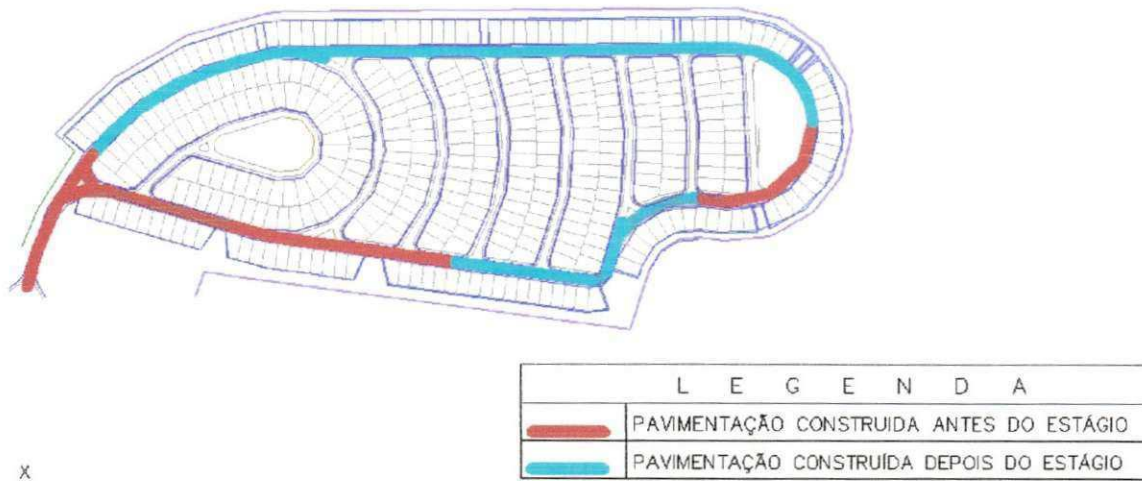 L E G E N D A
PAVIMENTAÇÃO CONSTRUIDA ANTES DO ESTÁGIO
PAVIMENTAÇÃO CONSTRUÍDA DEPOIS DO ESTÁGIO
X